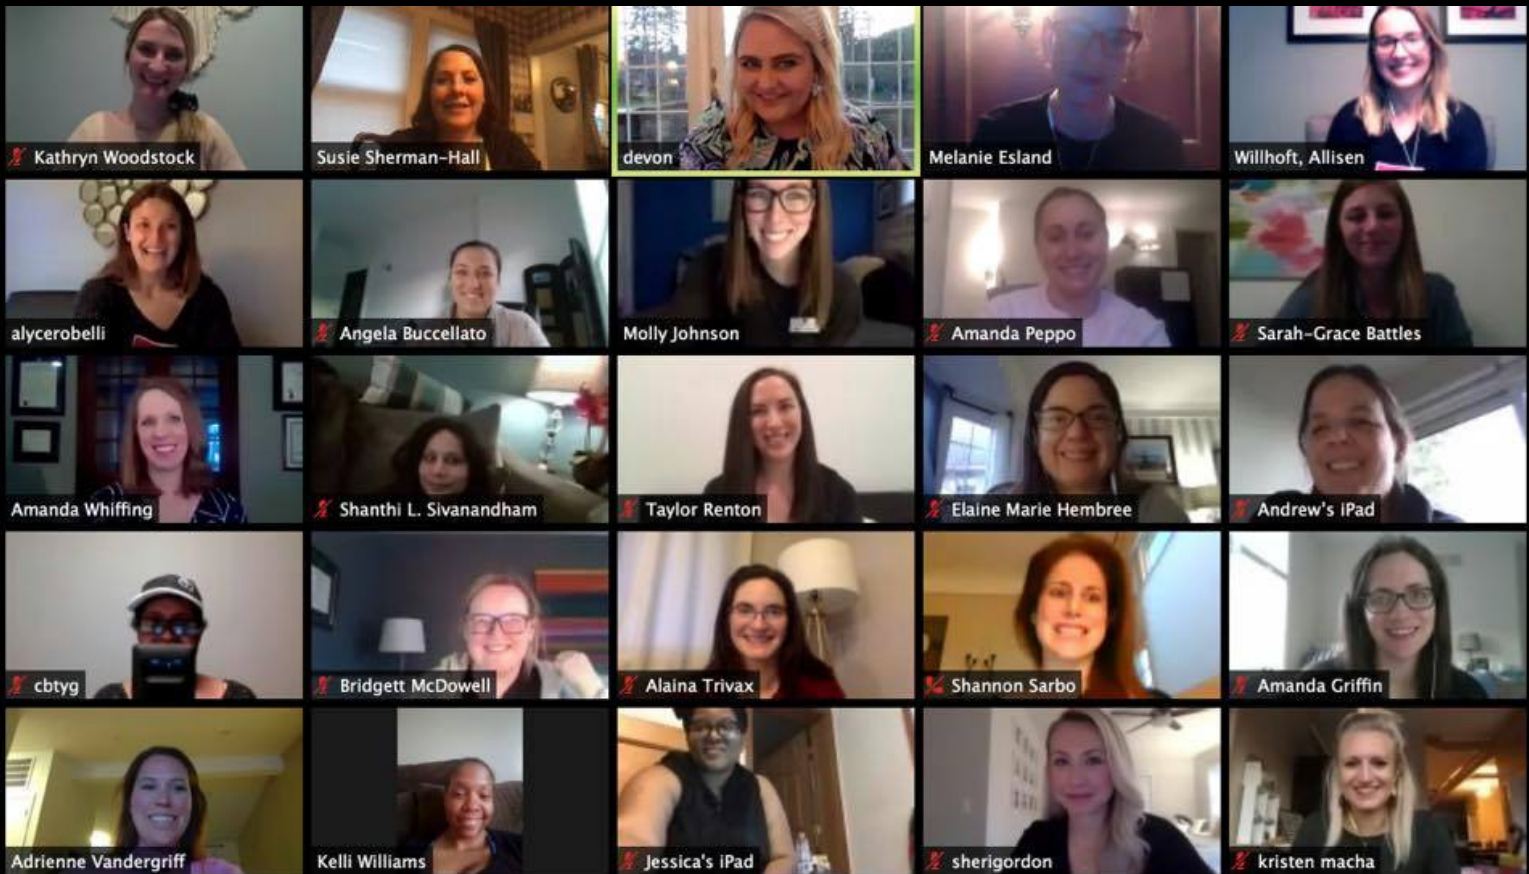 Kathryn Woodstock
Susie Sherman-Hall
devon
Melanie Esland
Willhoft, Allisen
alycerobelli
Angela Buccellato
Molly Johnson
Amanda Peppo
Sarah-Grace Battles
Amanda Whiffing
Shanthi L. Sivanandham
Taylor Renton
Elaine Marie Hembree
Andrew's iPad
cbtyg
Bridgett McDowell
Alaina Trivax
Shannon Sarbo
Amanda Griffin
Adrienne Vandergriff
Kelli Williams
Jessica's iPad
sherigordon
kristen macha